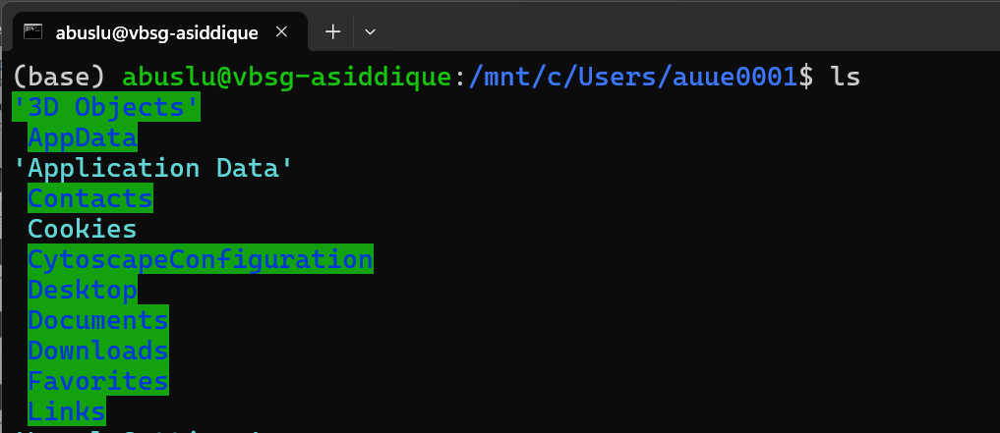 abuslu@vbsg-asiddique
(base) abuslu@vbsg-asiddique:/mnt/c/Users/auue0001$ ls
'3D Objects'
AppData
'Application Data'
Contacts
Cookies
CytoscapeConfiguration
Desktop
Documents
Downloads
Favorites
Links